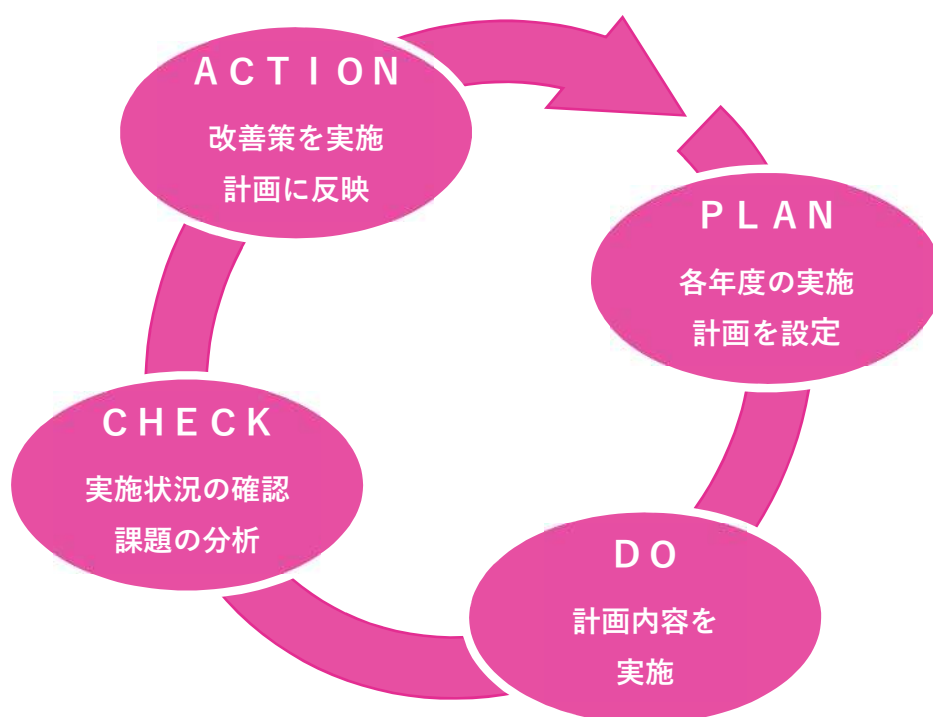 ACTION
改善策を実施
計画に反映
PLAN
各年度の実施
計画を設定
CHECK
実施状況の確認
課題の分析
DO
計画内容を
実施